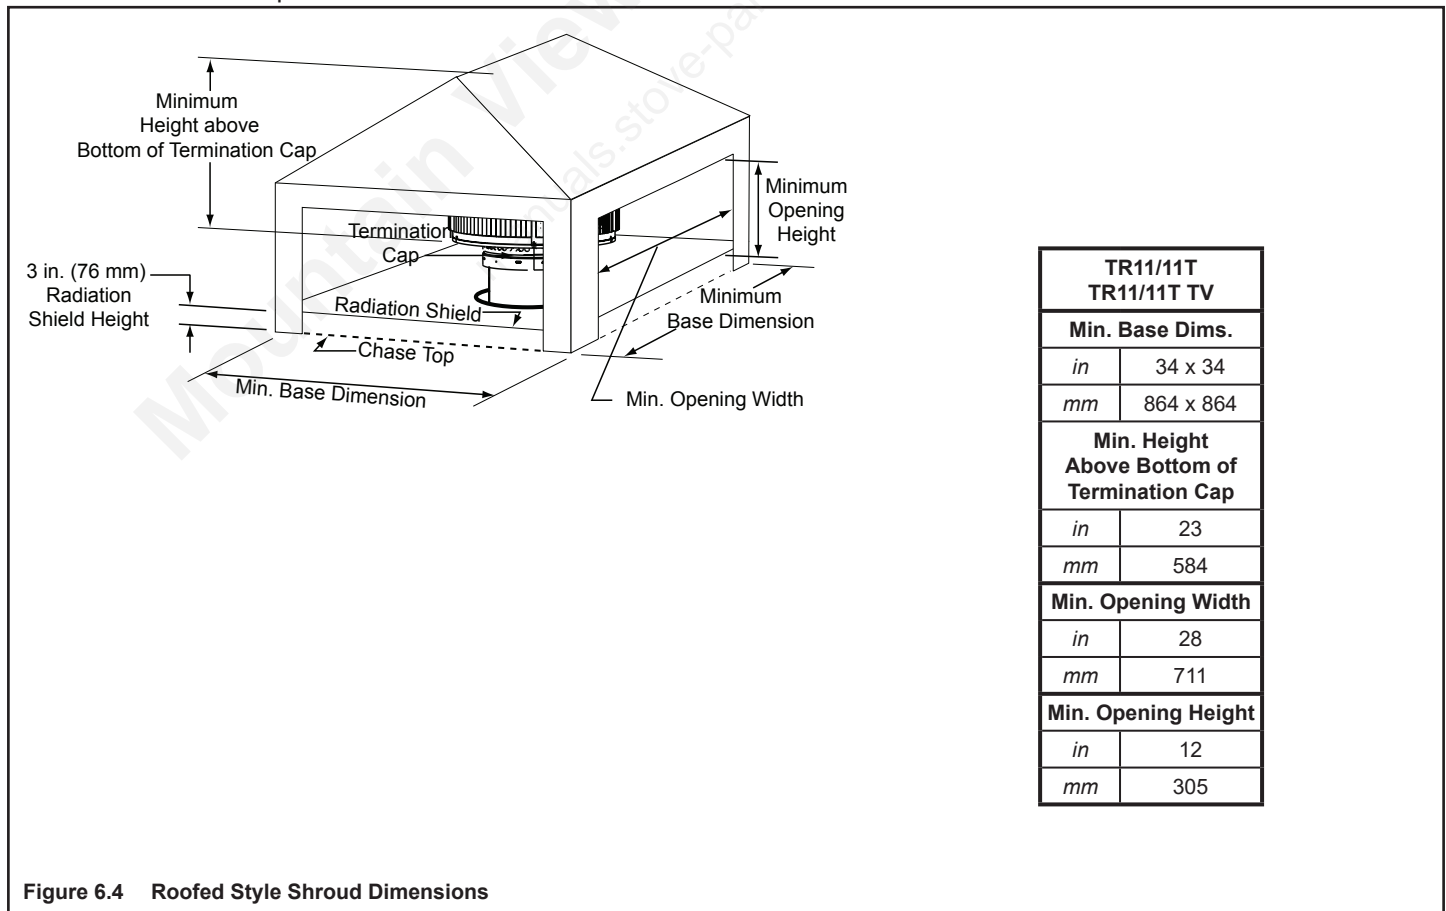 Minimum
Height above
Bottom of Termination Cap
Termination
Cap
3 in. (76 mm)
Radiation
Shield Height
Radiation Shield
Chase Top
Min. Base Dimension
Minimum
Opening
Height
Minimum
Base Dimension
Min. Opening Width
Mountain View
TR11/11T
TR11/11T TV
Min. Base Dims.
in 34 x 34
mm 864 x 864
Min. Height
Above Bottom of
Termination Cap
in 23
mm 584
Min. Opening Width
in 28
mm 711
Min. Opening Height
in 12
mm 305
Figure 6.4 Roofed Style Shroud Dimensions